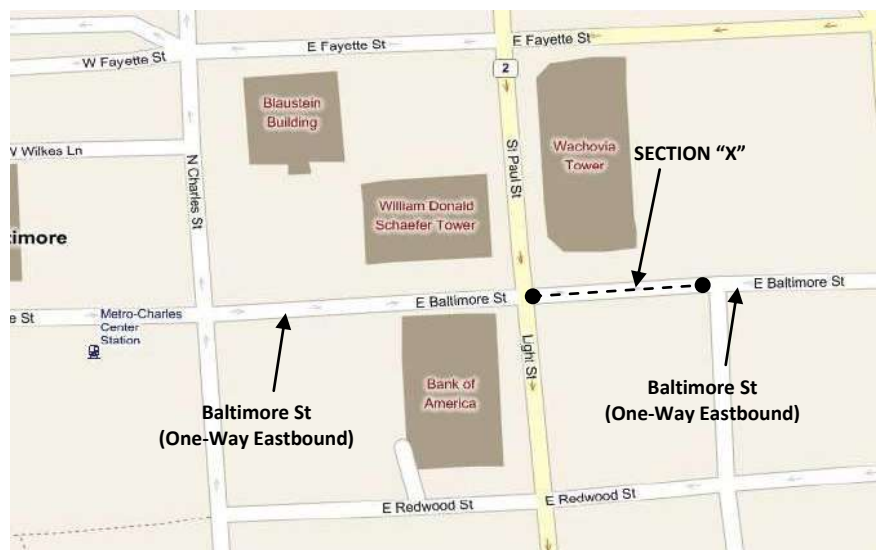 E Fayette St
E Fayette St
W Fayette St
2
Blaustein
Building
St Paul St
Wachovia
Tower
SECTION “X”
W Wilkes Ln
N Charles St
William Donald
Schaefer Tower
timore
E Baltimore St
E Baltimore St
e St
Metro-Charles
Center
Station
Light St
Bank of
America
Baltimore St
(One-Way Eastbound)
Baltimore St
(One-Way Eastbound)
E Redwood St
E Redwood St